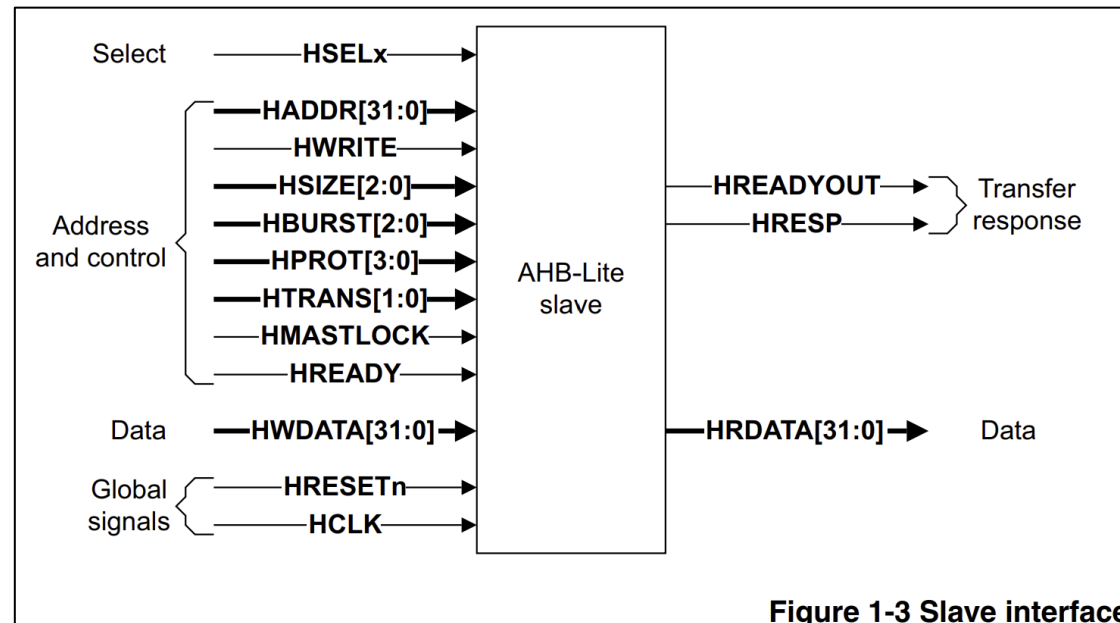 Select
HSELx
HADDR[31:0]
HWRITE
HSIZE[2:0]
HBURST[2:0]
Address
and control
HPROT[3:0]
HTRANS[1:0]
HMASTLOCK
HREADY
Data
HWDATA[31:0]
Global
signals
HRESETn
HCLK
AHB-Lite
slave
HREADYOUT
HRESP
Transfer
response
HRDATA[31:0]
Data
Figure 1-3 Slave interface